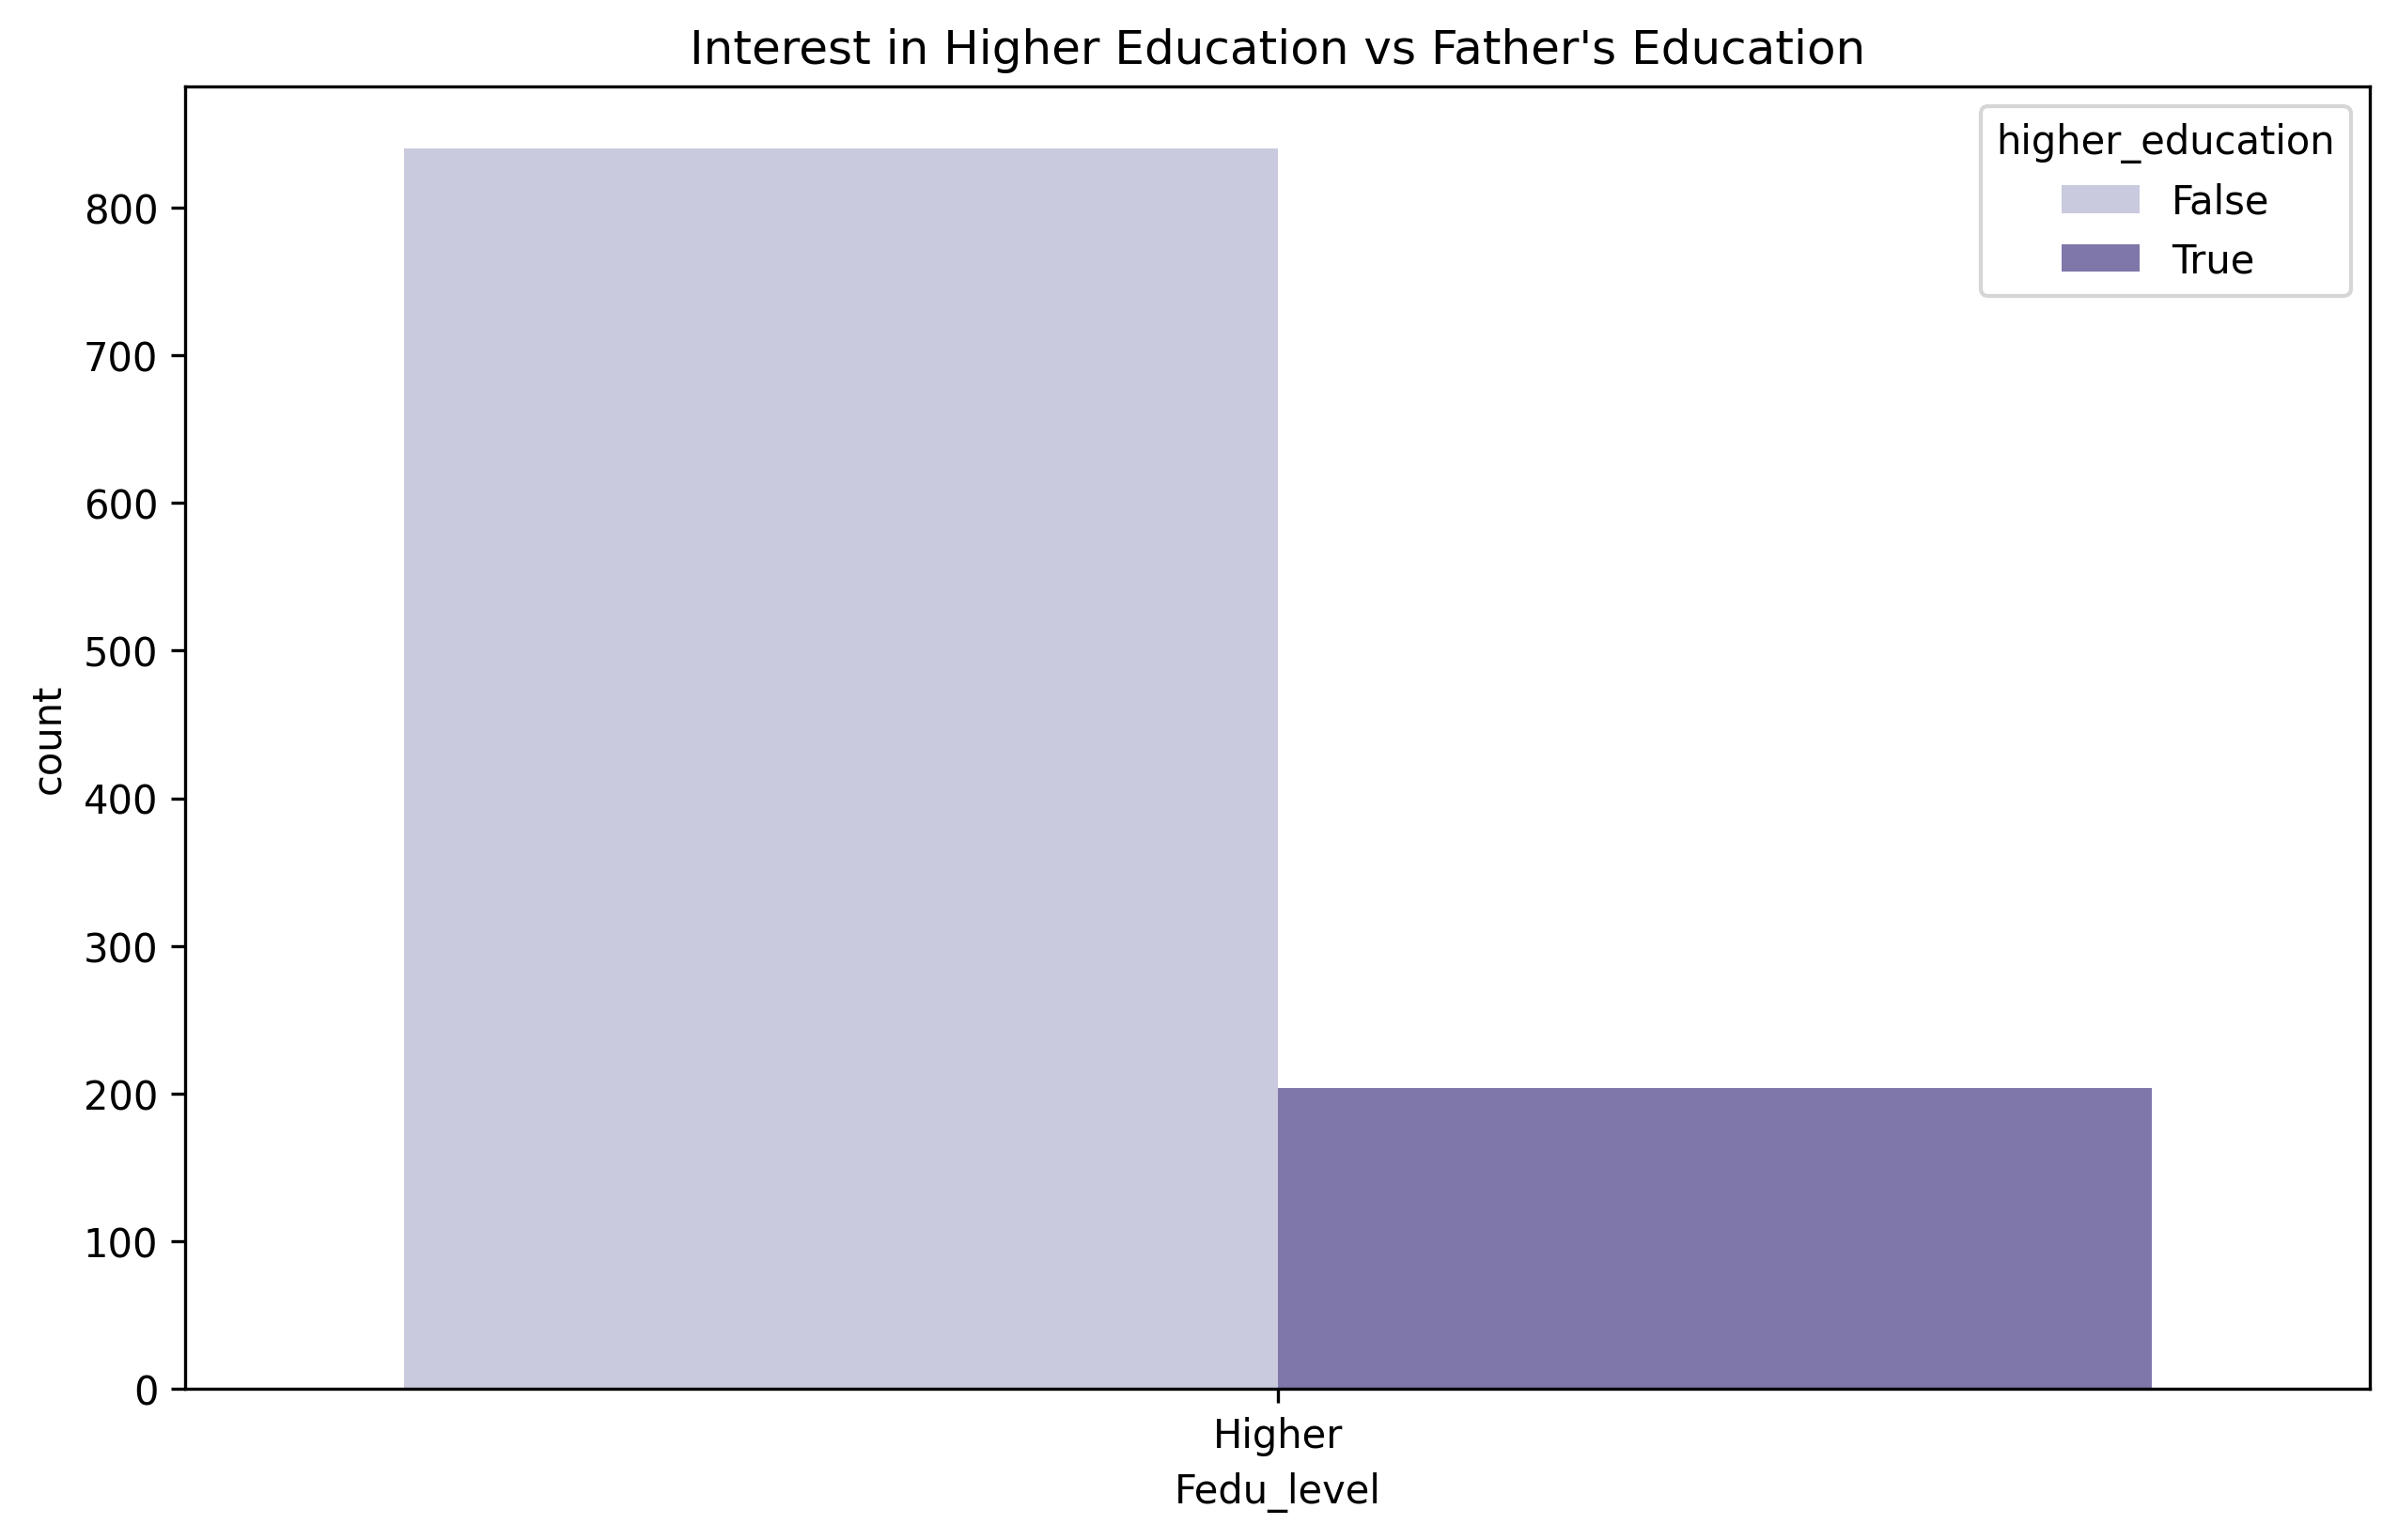 Interest in Higher Education vs Father's Education
higher_education
False
True
800
700
600
500
400
300
200
100
0
count
Higher
Fedu_level